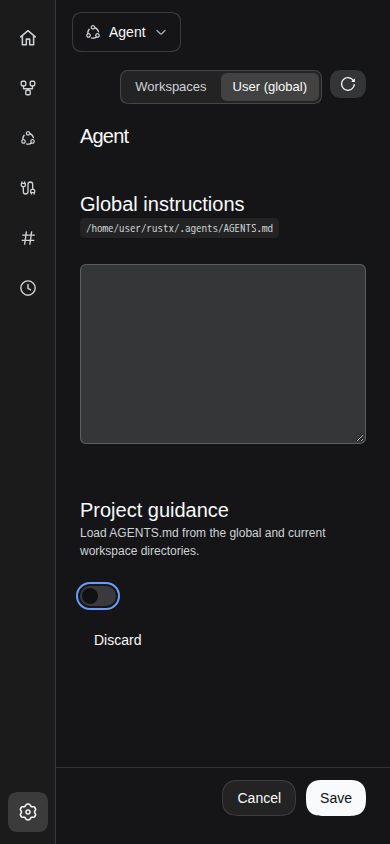 Agent
Workspaces
User (global)
Agent
Global instructions
/home/user/rustx/.agents/AGENTS.md
Project guidance
Load AGENTS.md from the global and current
workspace directories.
Discard
Cancel
Save